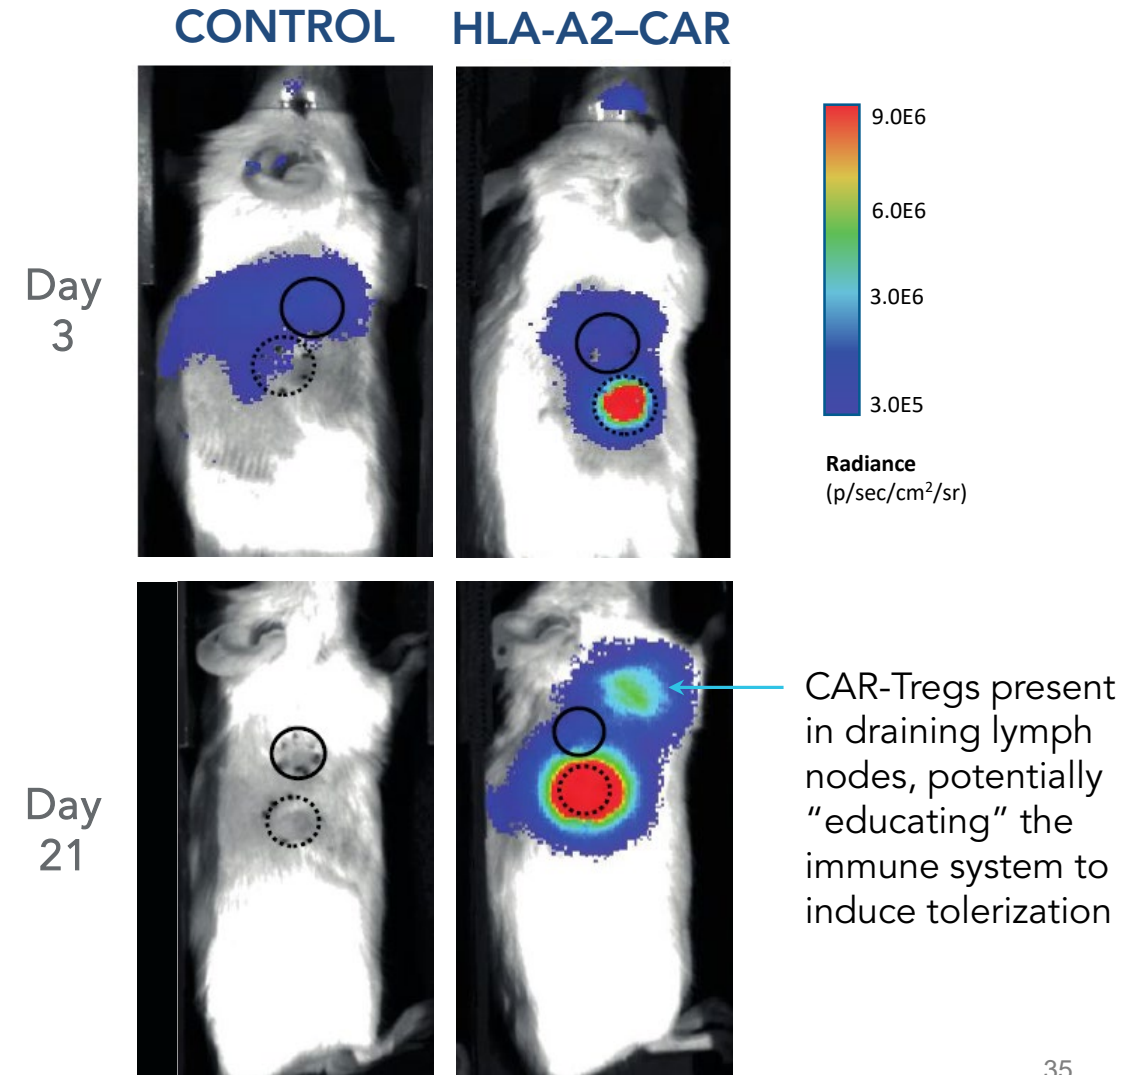 CONTROL
HLA-A2–CAR
Day
3
9.0E6
6.0E6
3.0E6
3.0E5
Radiance
(p/sec/cm²/sr)
Day
21
CAR-Tregs present
in draining lymph
nodes, potentially
“educating” the
immune system to
induce tolerization
35